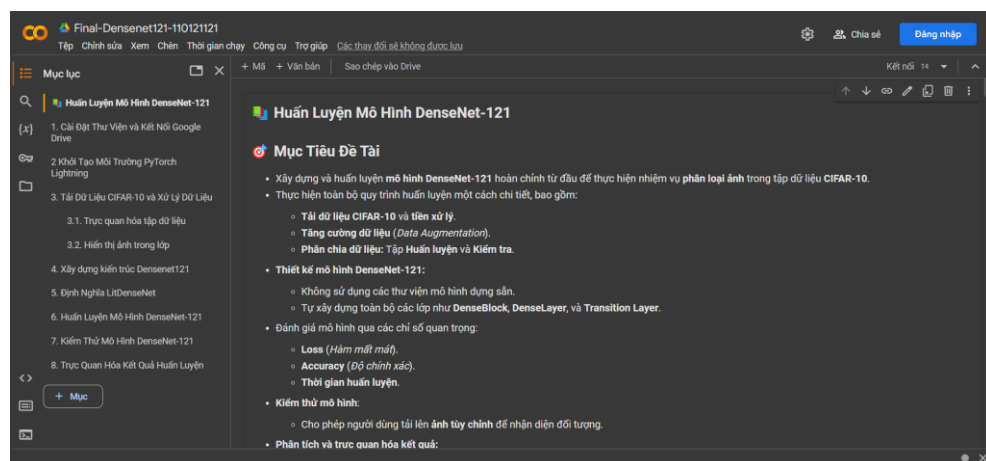 Final-Densenet121-110121121
Tệp Chỉnh sửa Xem Chèn Thời gian chạy Công cụ Trợ giúp Các thay đổi sẽ không được lưu
Chia sẻ
Đăng nhập
Mục lục
+ Mã + Văn bản Sao chép vào Drive
Kết nối T4
Huấn Luyện Mô Hình DenseNet-121
1. Cài Đặt Thư Viện và Kết Nối Google
Drive
2 Khởi Tạo Môi Trường PyTorch
Lightning
3. Tải Dữ Liệu CIFAR-10 và Xử Lý Dữ Liệu
3.1. Trực quan hóa tập dữ liệu
3.2. Hiển thị ảnh trong lớp
4. Xây dựng kiến trúc Densenet121
5. Định Nghĩa LitDenseNet
6. Huấn Luyện Mô Hình DenseNet-121
7. Kiểm Thử Mô Hình DenseNet-121
8. Trực Quan Hóa Kết Quả Huấn Luyện
+ Mục
{x}
Huấn Luyện Mô Hình DenseNet-121
Mục Tiêu Đề Tài
• Xây dựng và huấn luyện mô hình DenseNet-121 hoàn chỉnh từ đầu để thực hiện nhiệm vụ phân loại ảnh trong tập dữ liệu CIFAR-10.
• Thực hiện toàn bộ quy trình huấn luyện một cách chi tiết, bao gồm:
◦ Tải dữ liệu CIFAR-10 và tiền xử lý.
◦ Tăng cường dữ liệu (Data Augmentation).
◦ Phân chia dữ liệu: Tập Huấn luyện và Kiểm tra.
• Thiết kế mô hình DenseNet-121:
◦ Không sử dụng các thư viện mô hình dựng sẵn.
◦ Tự xây dựng toàn bộ các lớp như DenseBlock, DenseLayer, và Transition Layer.
• Đánh giá mô hình qua các chỉ số quan trọng:
◦ Loss (Hàm mất mát).
◦ Accuracy (Độ chính xác).
◦ Thời gian huấn luyện.
• Kiểm thử mô hình:
◦ Cho phép người dùng tải lên ảnh tùy chỉnh để nhận diện đối tượng.
• Phân tích và trực quan hóa kết quả: